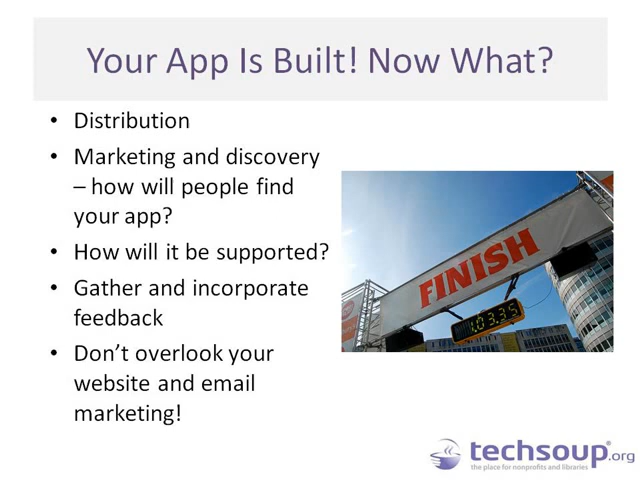 Your App Is Built! Now What?
• Distribution
• Marketing and discovery
– how will people find
your app?
• How will it be supported?
• Gather and incorporate
feedback
• Don't overlook your
website and email
marketing!
FINISH
1:03:35
techsoup®.org
the place for nonprofits and libraries